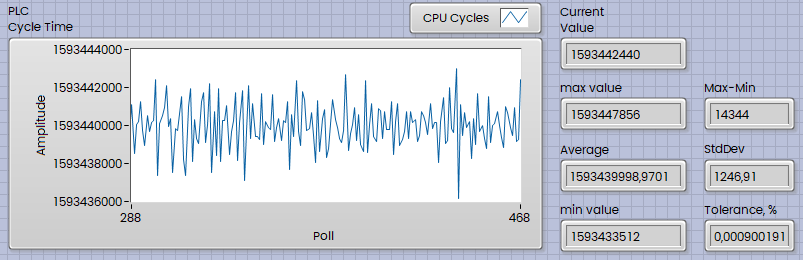 PLC
Cycle Time
CPU Cycles
1593444000
1593442000
1593440000
1593438000
1593436000
Amplitude
288
468
Poll
Current
Value
1593442440
max value
Max-Min
1593447856
14344
Average
StdDev
1593439998,9701
1246,91
min value
Tolerance, %
1593433512
0,000900191